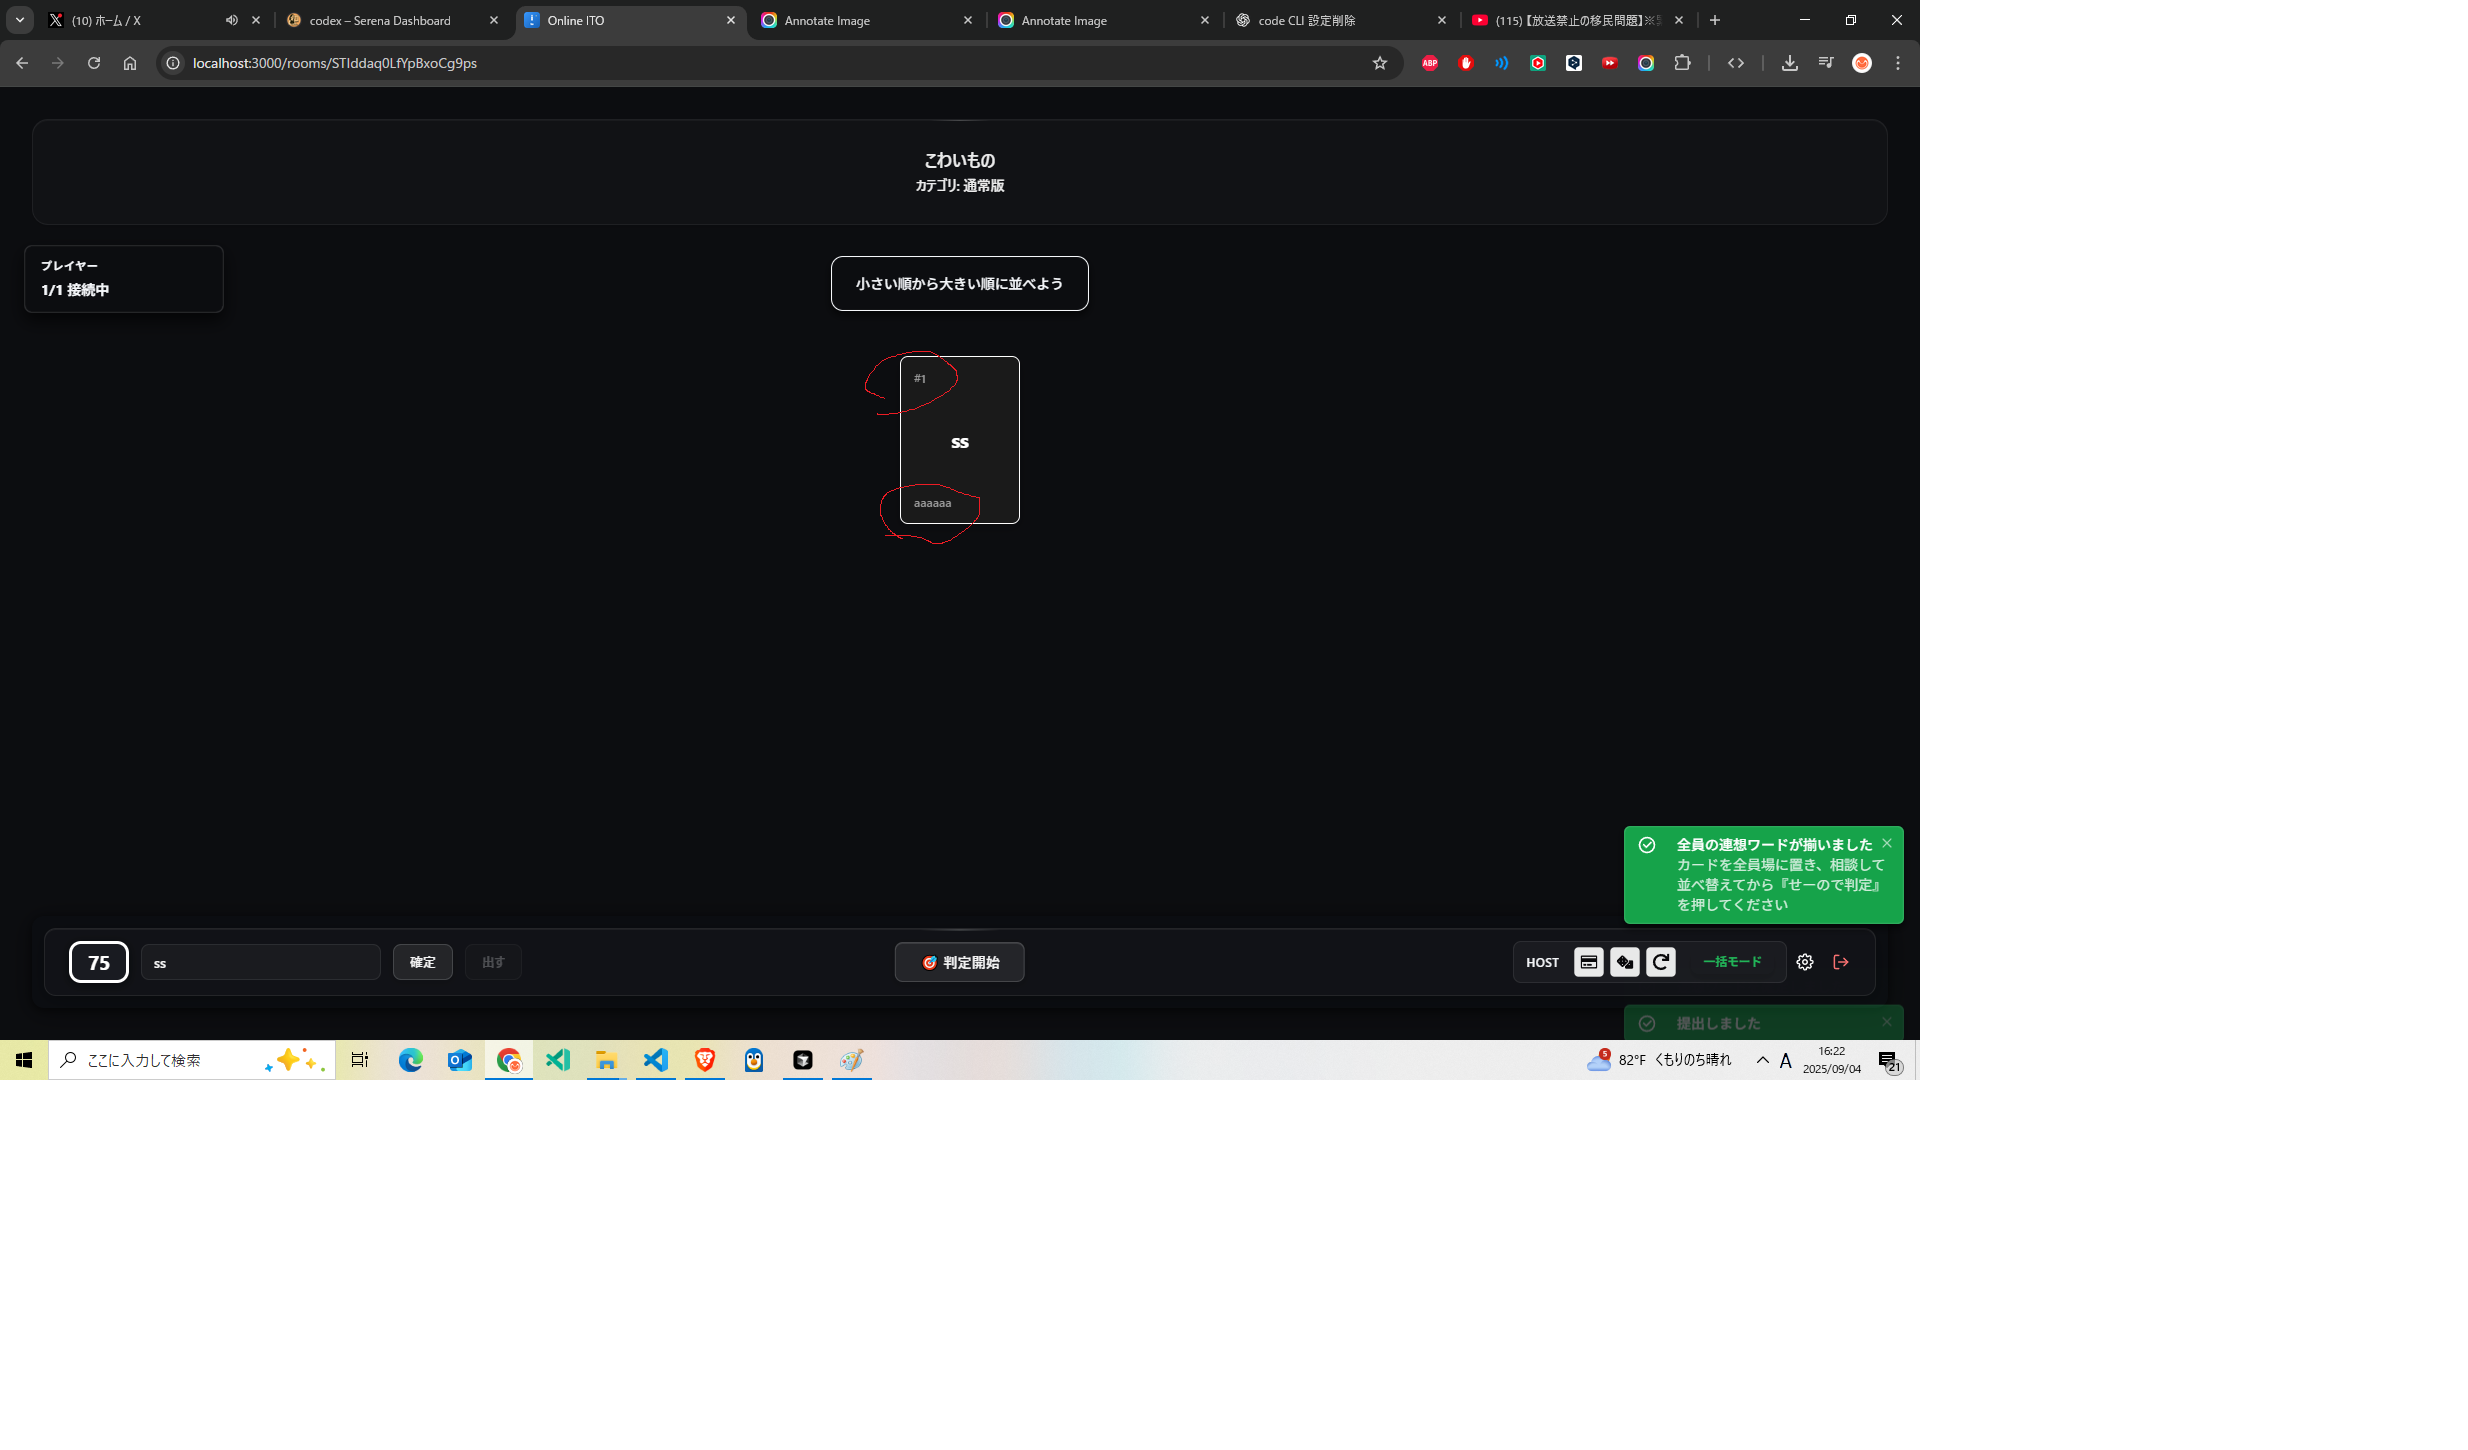 (10) ホーム / X
codex – Serena Dashboard
Online ITO
Annotate Image
Annotate Image
code CLI 設定削除
(115) 【放送禁止の移民問題】※
localhost:3000/rooms/STIddaq0LfYpBxoCg9ps
ABP
こわいもの
カテゴリ: 通常版
プレイヤー
1/1 接続中
小さい順から大きい順に並べよう
#1
ss
aaaaaa
全員の連想ワードが揃いました
カードを全員場に置き、相談して
並べ替えてから『せーので判定』
を押してください
75
ss
確定
出す
判定開始
HOST
一括モード
提出しました
ここに入力して検索
5
82°F くもりのち晴れ
A
16:22
2025/09/04
21